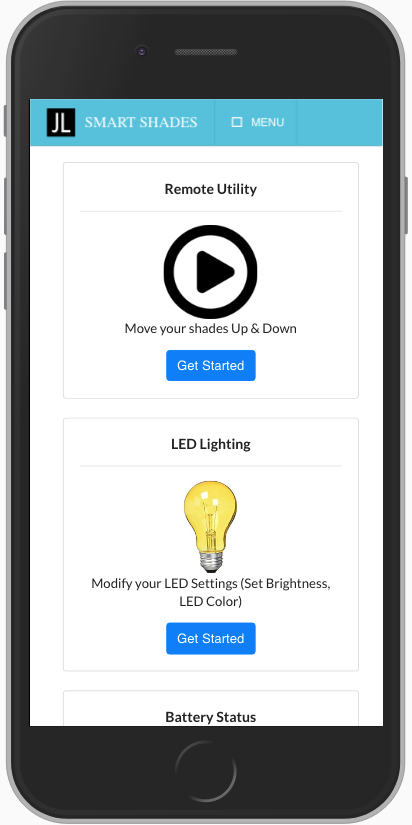 JL SMART SHADES MENU
Remote Utility
Move your shades Up & Down
Get Started
LED Lighting
Modify your LED Settings (Set Brightness,
LED Color)
Get Started
Battery Status